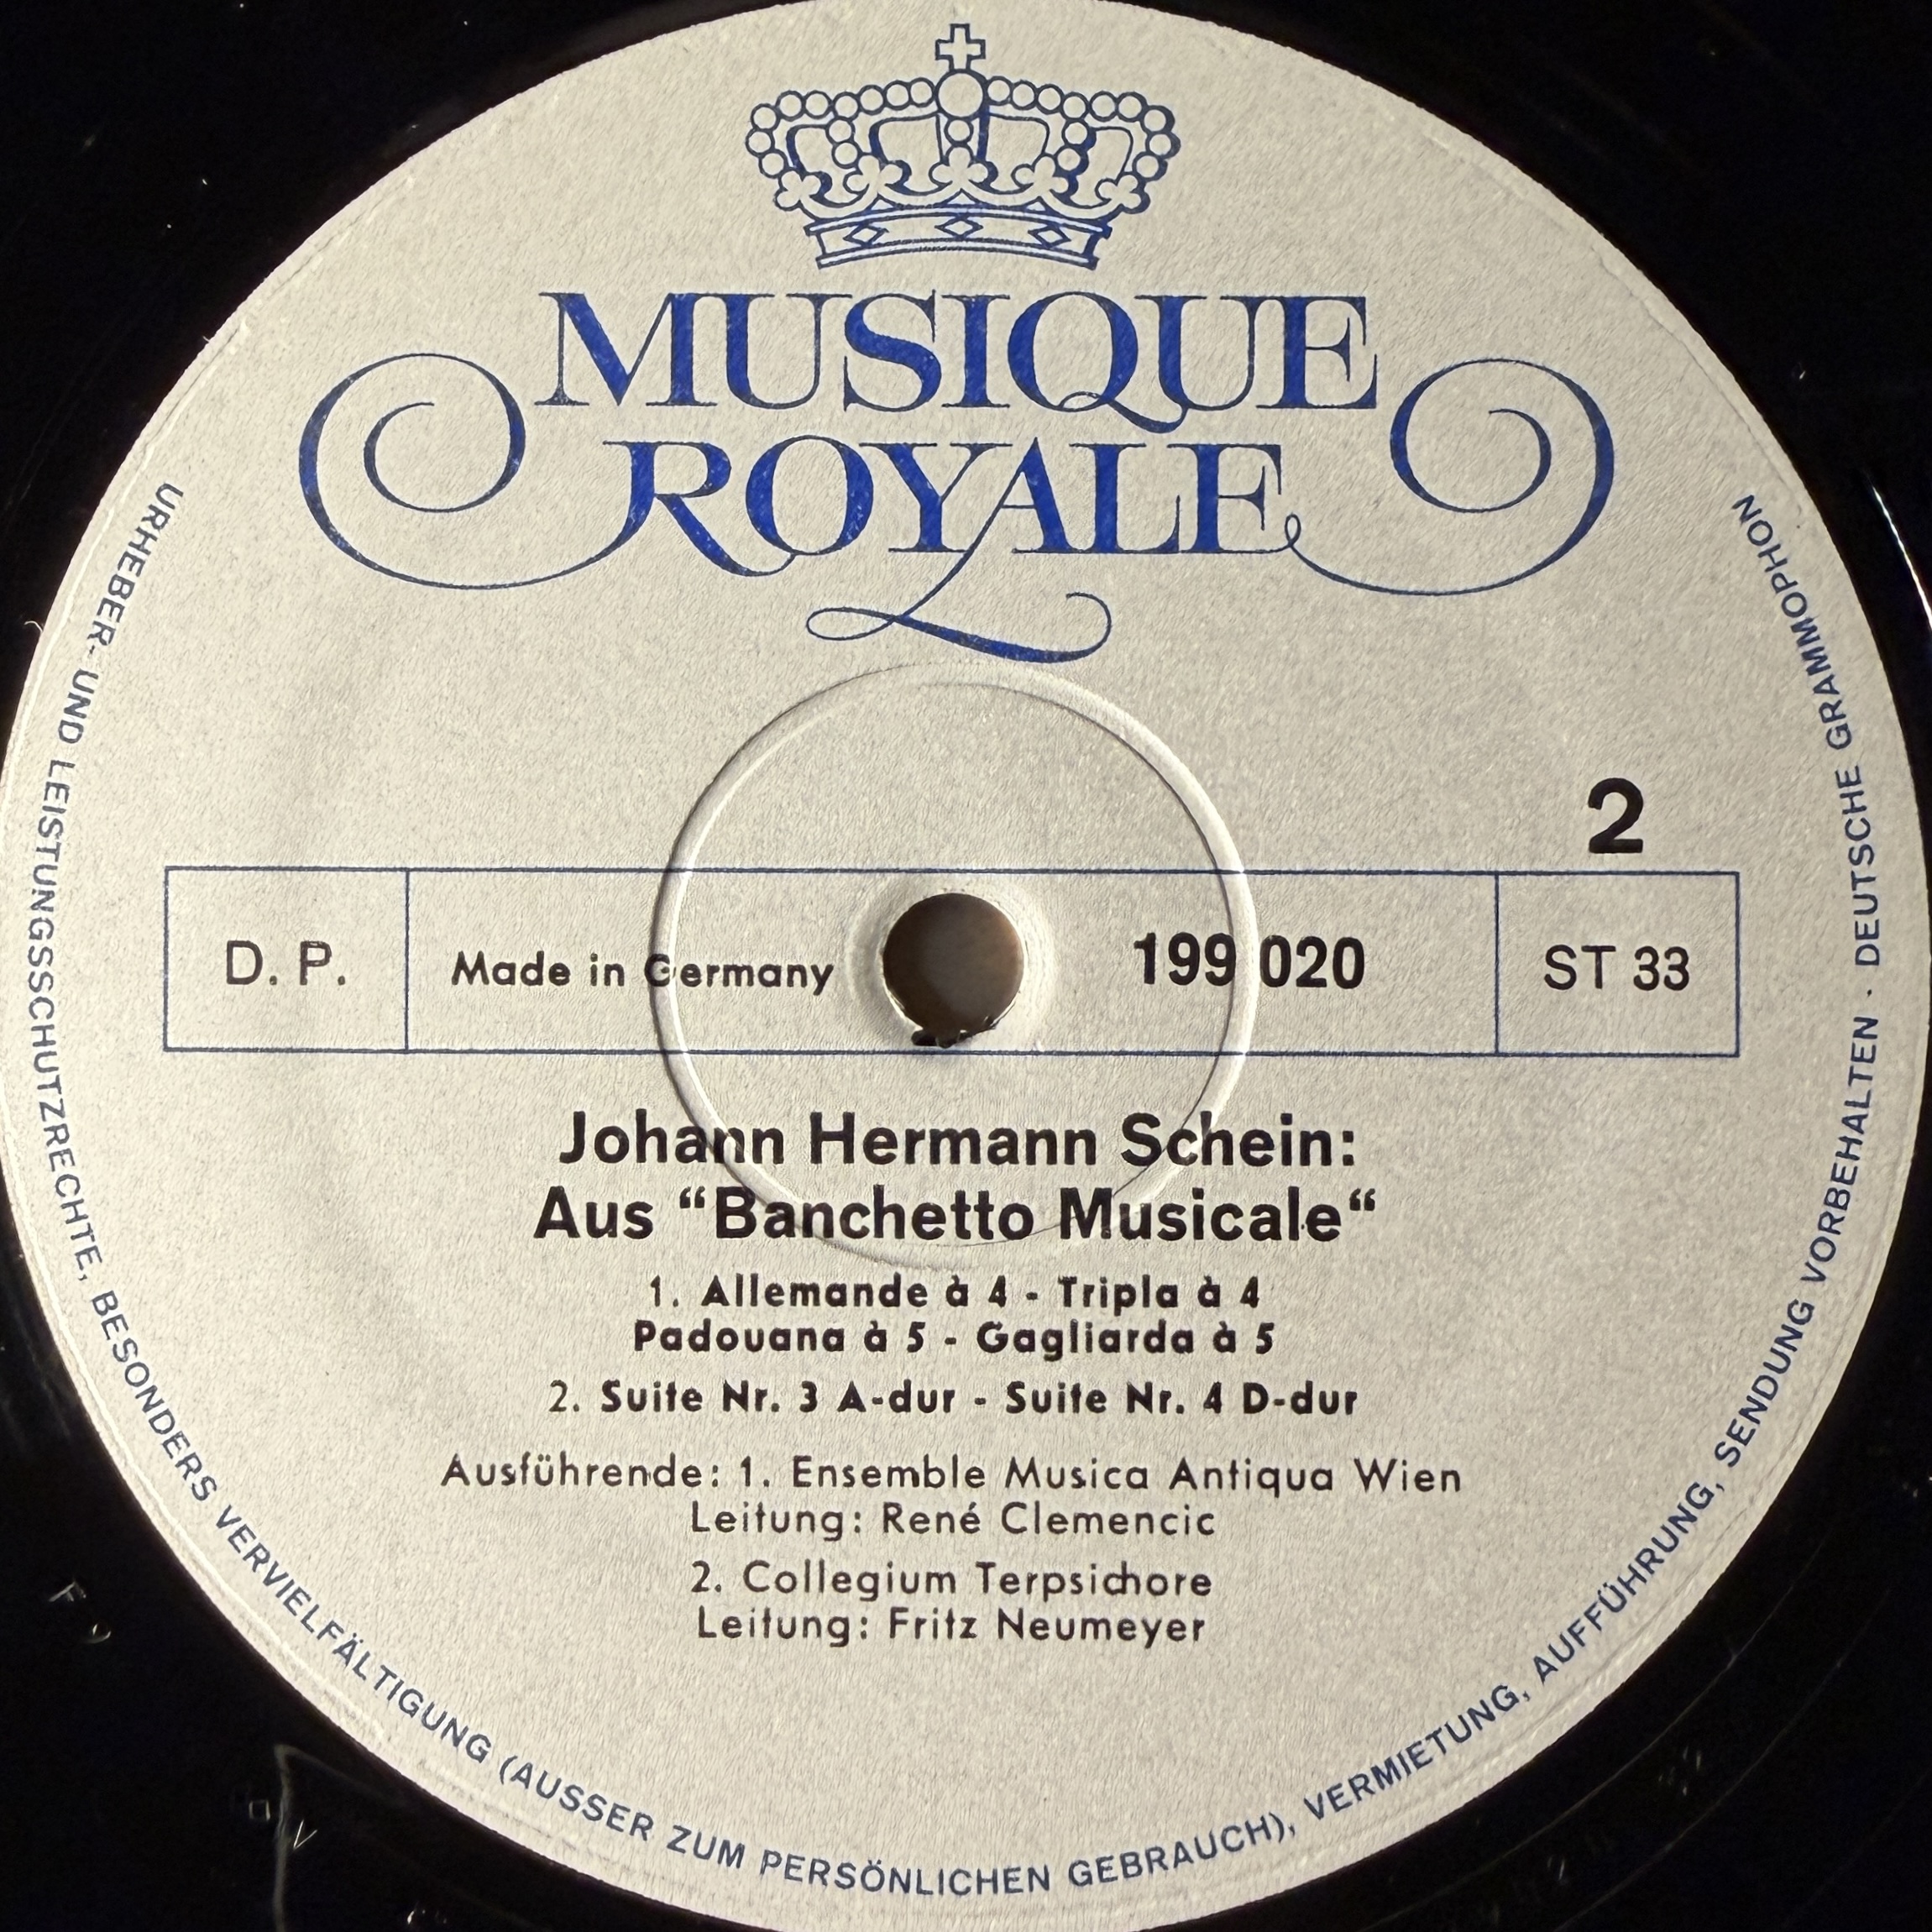 MUSIQUE
ROYALE
2
D. P.
Made in Germany
199 020
ST 33
Johann Hermann Schein:
Aus “Banchetto Musicale“
1. Allemande à 4 - Tripla à 4
Padouana à 5 - Gagliarda à 5
2. Suite Nr. 3 A-dur - Suite Nr. 4 D-dur
Ausführende: 1. Ensemble Musica Antiqua Wien
Leitung: René Clemencic
2. Collegium Terpsichore
Leitung: Fritz Neumeyer
URHEBER- UND LEISTUNGSSCHUTZRECHTE, BESONDERS VERVIELFÄLTIGUNG (AUSSER ZUM PERSÖNLICHEN GEBRAUCH), VERMIETUNG, AUFFÜHRUNG, SENDUNG VORBEHALTEN · DEUTSCHE GRAMMOPHON